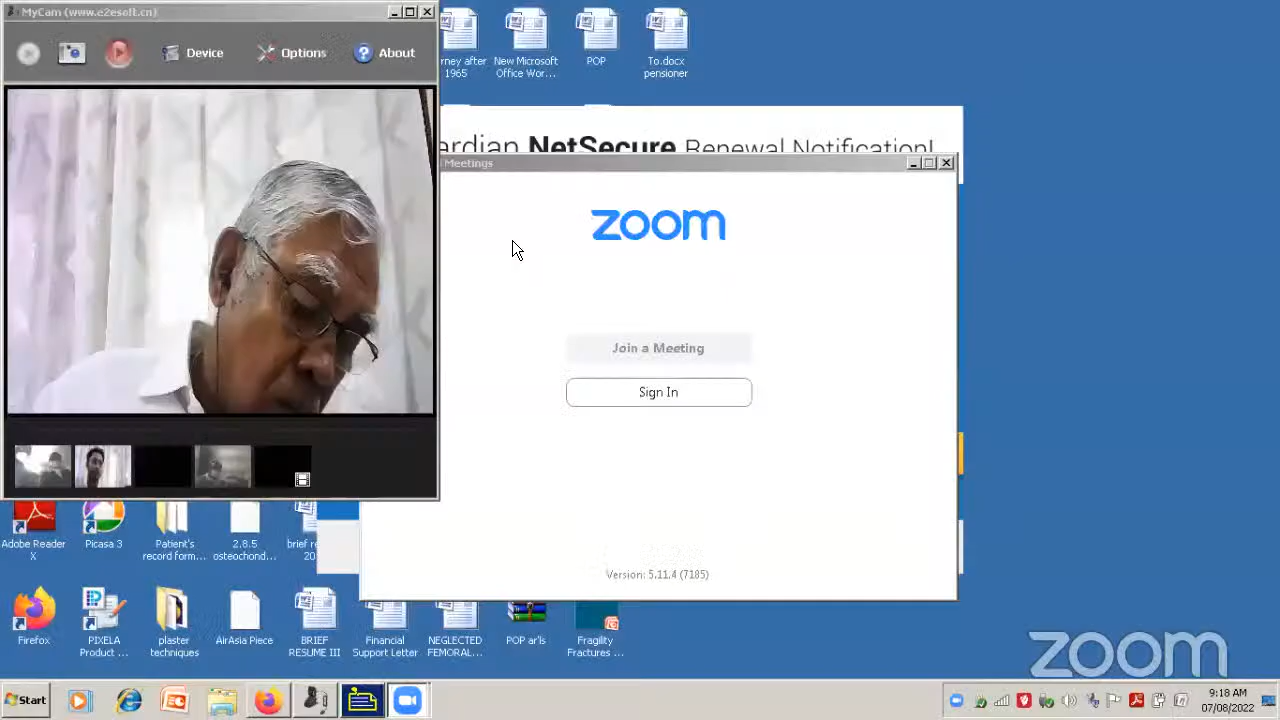 MyCam (www.e2esoft.cn)
Device
Options
About
rney after
1965
New Microsoft
Office Wor...
POP
To.docx
pensioner
ardian NetSecure Renewal Notification!
Meetings
zoom
Join a Meeting
Sign In
Version: 5.11.4 (7185)
Adobe Reader
X
Picasa 3
Patient's
record form...
2.8.5
osteochond...
brief re
20
Firefox
PIXELA
Product ...
plaster
techniques
AirAsia Piece
BRIEF
RESUME III
Financial
Support Letter
NEGLECTED
FEMORAL...
POP ar'ls
Fragility
Fractures ...
zoom
Start
9:18 AM
07/08/2022